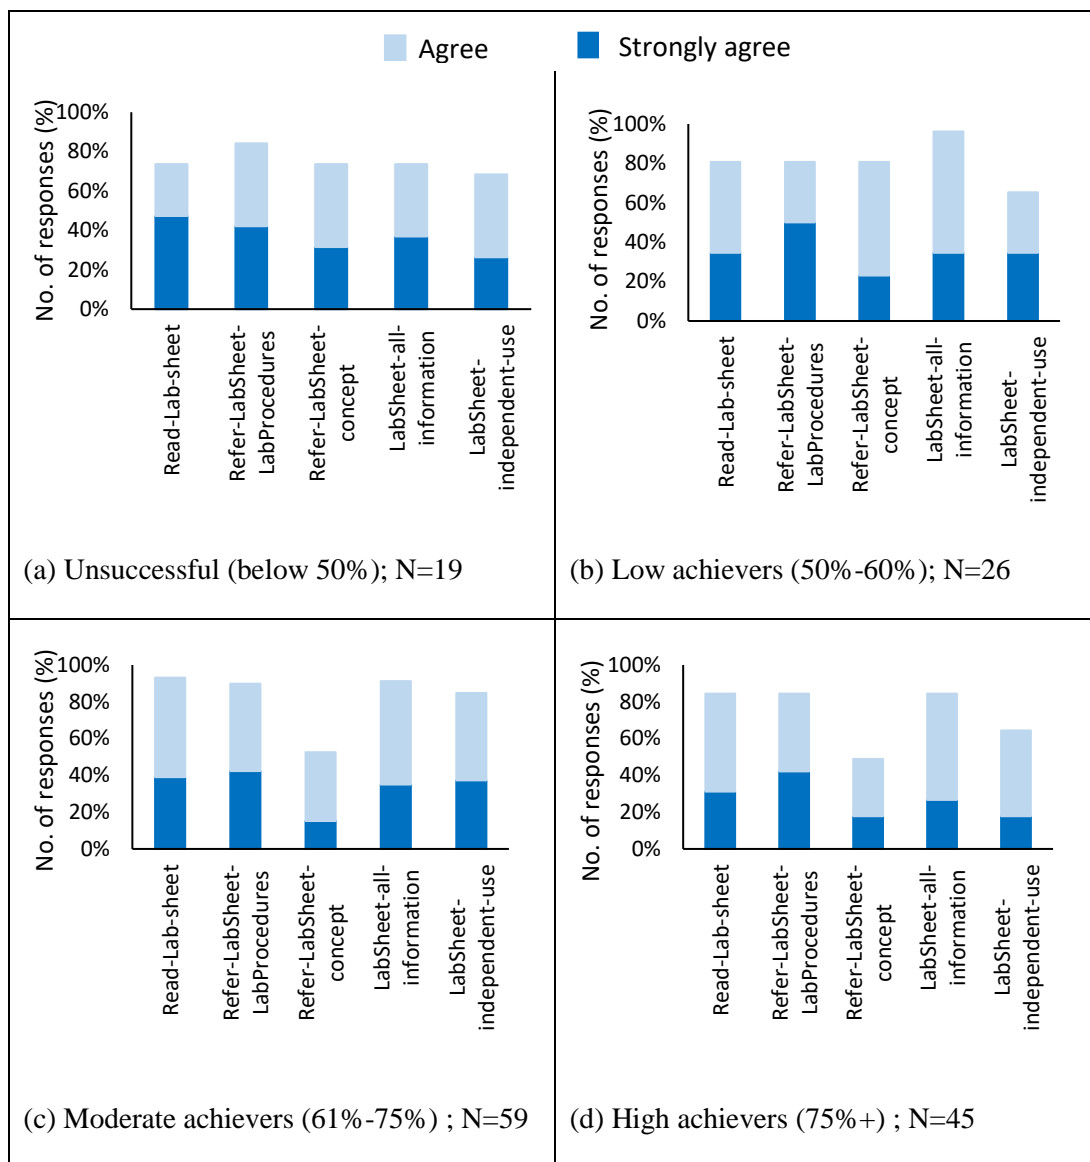 Agree
Strongly agree
No. of responses (%)
100%
80%
60%
40%
20%
0%
Read-Lab-sheet
Refer-LabSheet-
LabProcedures
Refer-LabSheet-
concept
LabSheet-all-
information
LabSheet-
independent-use
(a) Unsuccessful (below 50%); N=19
No. of responses (%)
100%
80%
60%
40%
20%
0%
Read-Lab-sheet
Refer-LabSheet-
LabProcedures
Refer-LabSheet-
concept
LabSheet-all-
information
LabSheet-
independent-use
(b) Low achievers (50%-60%); N=26
No. of responses (%)
100%
80%
60%
40%
20%
0%
Read-Lab-sheet
Refer-LabSheet-
LabProcedures
Refer-LabSheet-
concept
LabSheet-all-
information
LabSheet-
independent-use
(c) Moderate achievers (61%-75%) ; N=59
No. of responses (%)
100%
80%
60%
40%
20%
0%
Read-Lab-sheet
Refer-LabSheet-
LabProcedures
Refer-LabSheet-
concept
LabSheet-all-
information
LabSheet-
independent-use
(d) High achievers (75%+) ; N=45